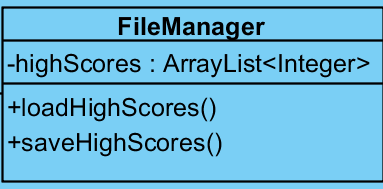 FileManager
-highScores : ArrayList<Integer>
+loadHighScores()
+saveHighScores()